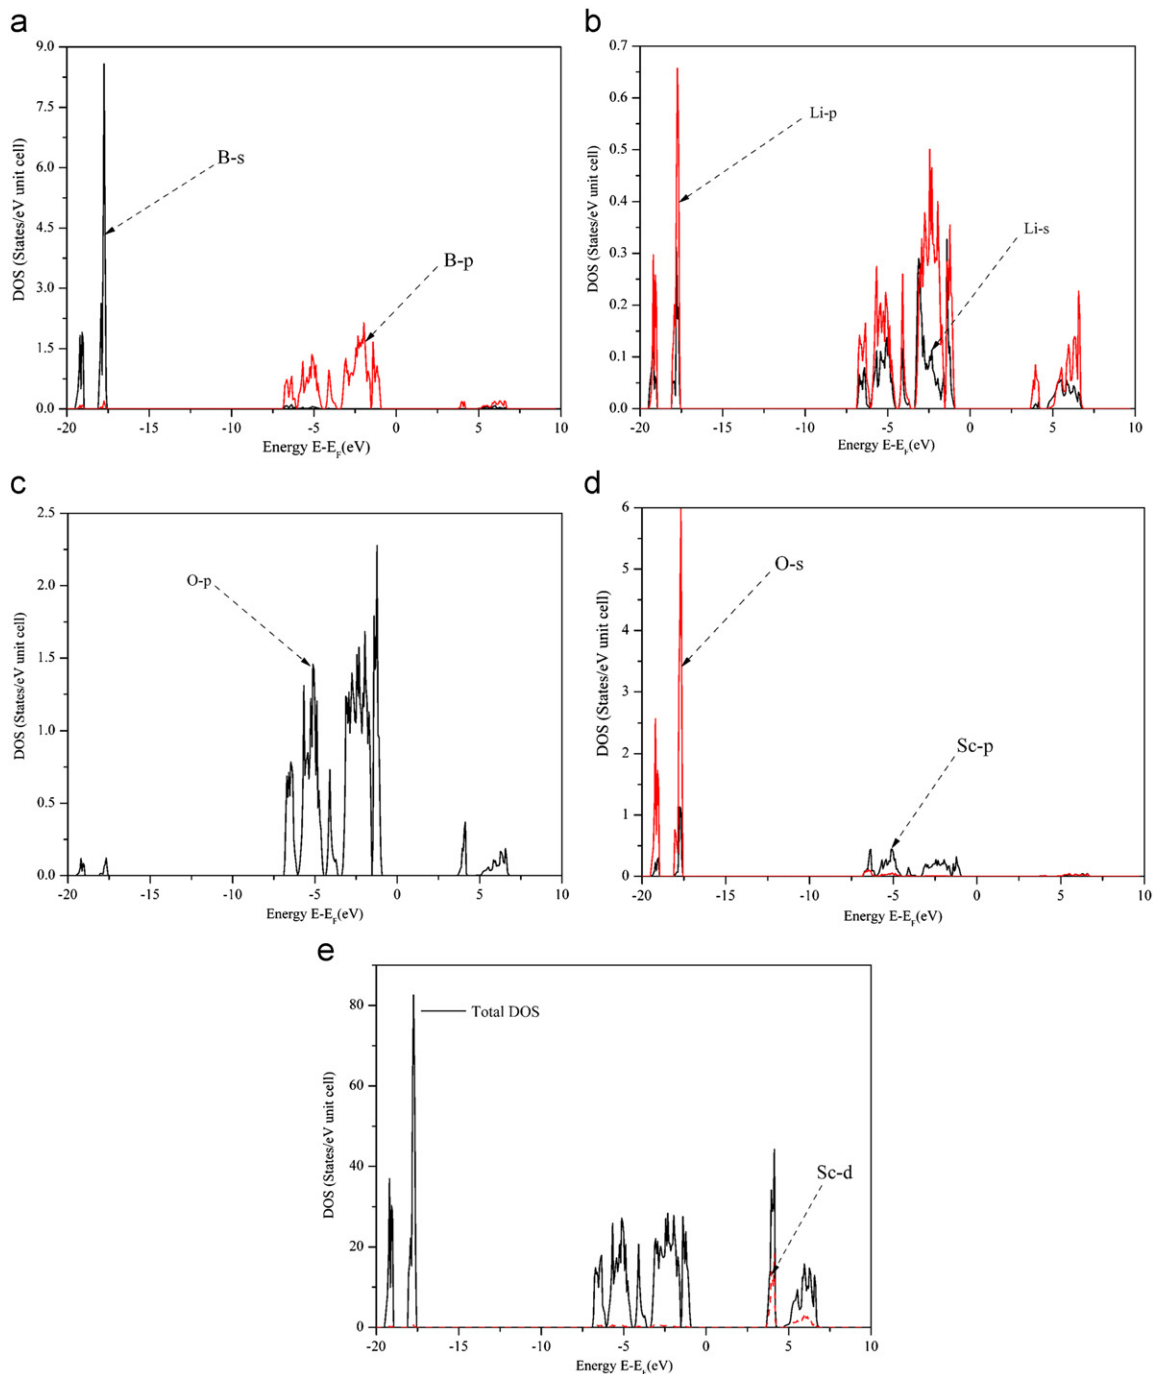 a
9.0
7.5
6.0
4.5
3.0
1.5
0.0
DOS (States/eV unit cell)
B-s
B-p
-20 -15 -10 -5 0 5 10
Energy E-E_F(eV)
b
0.7
0.6
0.5
0.4
0.3
0.2
0.1
0.0
DOS (States/eV unit cell)
Li-p
Li-s
-20 -15 -10 -5 0 5 10
Energy E-E_F(eV)
c
2.5
2.0
1.5
1.0
0.5
0.0
DOS (States/eV unit cell)
O-p
-20 -15 -10 -5 0 5 10
Energy E-E_F(eV)
d
6
5
4
3
2
1
0
DOS (States/eV unit cell)
O-s
Sc-p
-20 -15 -10 -5 0 5 10
Energy E-E_F(eV)
e
80
60
40
20
0
DOS (States/eV unit cell)
Total DOS
Sc-d
-20 -15 -10 -5 0 5 10
Energy E-E_F(eV)